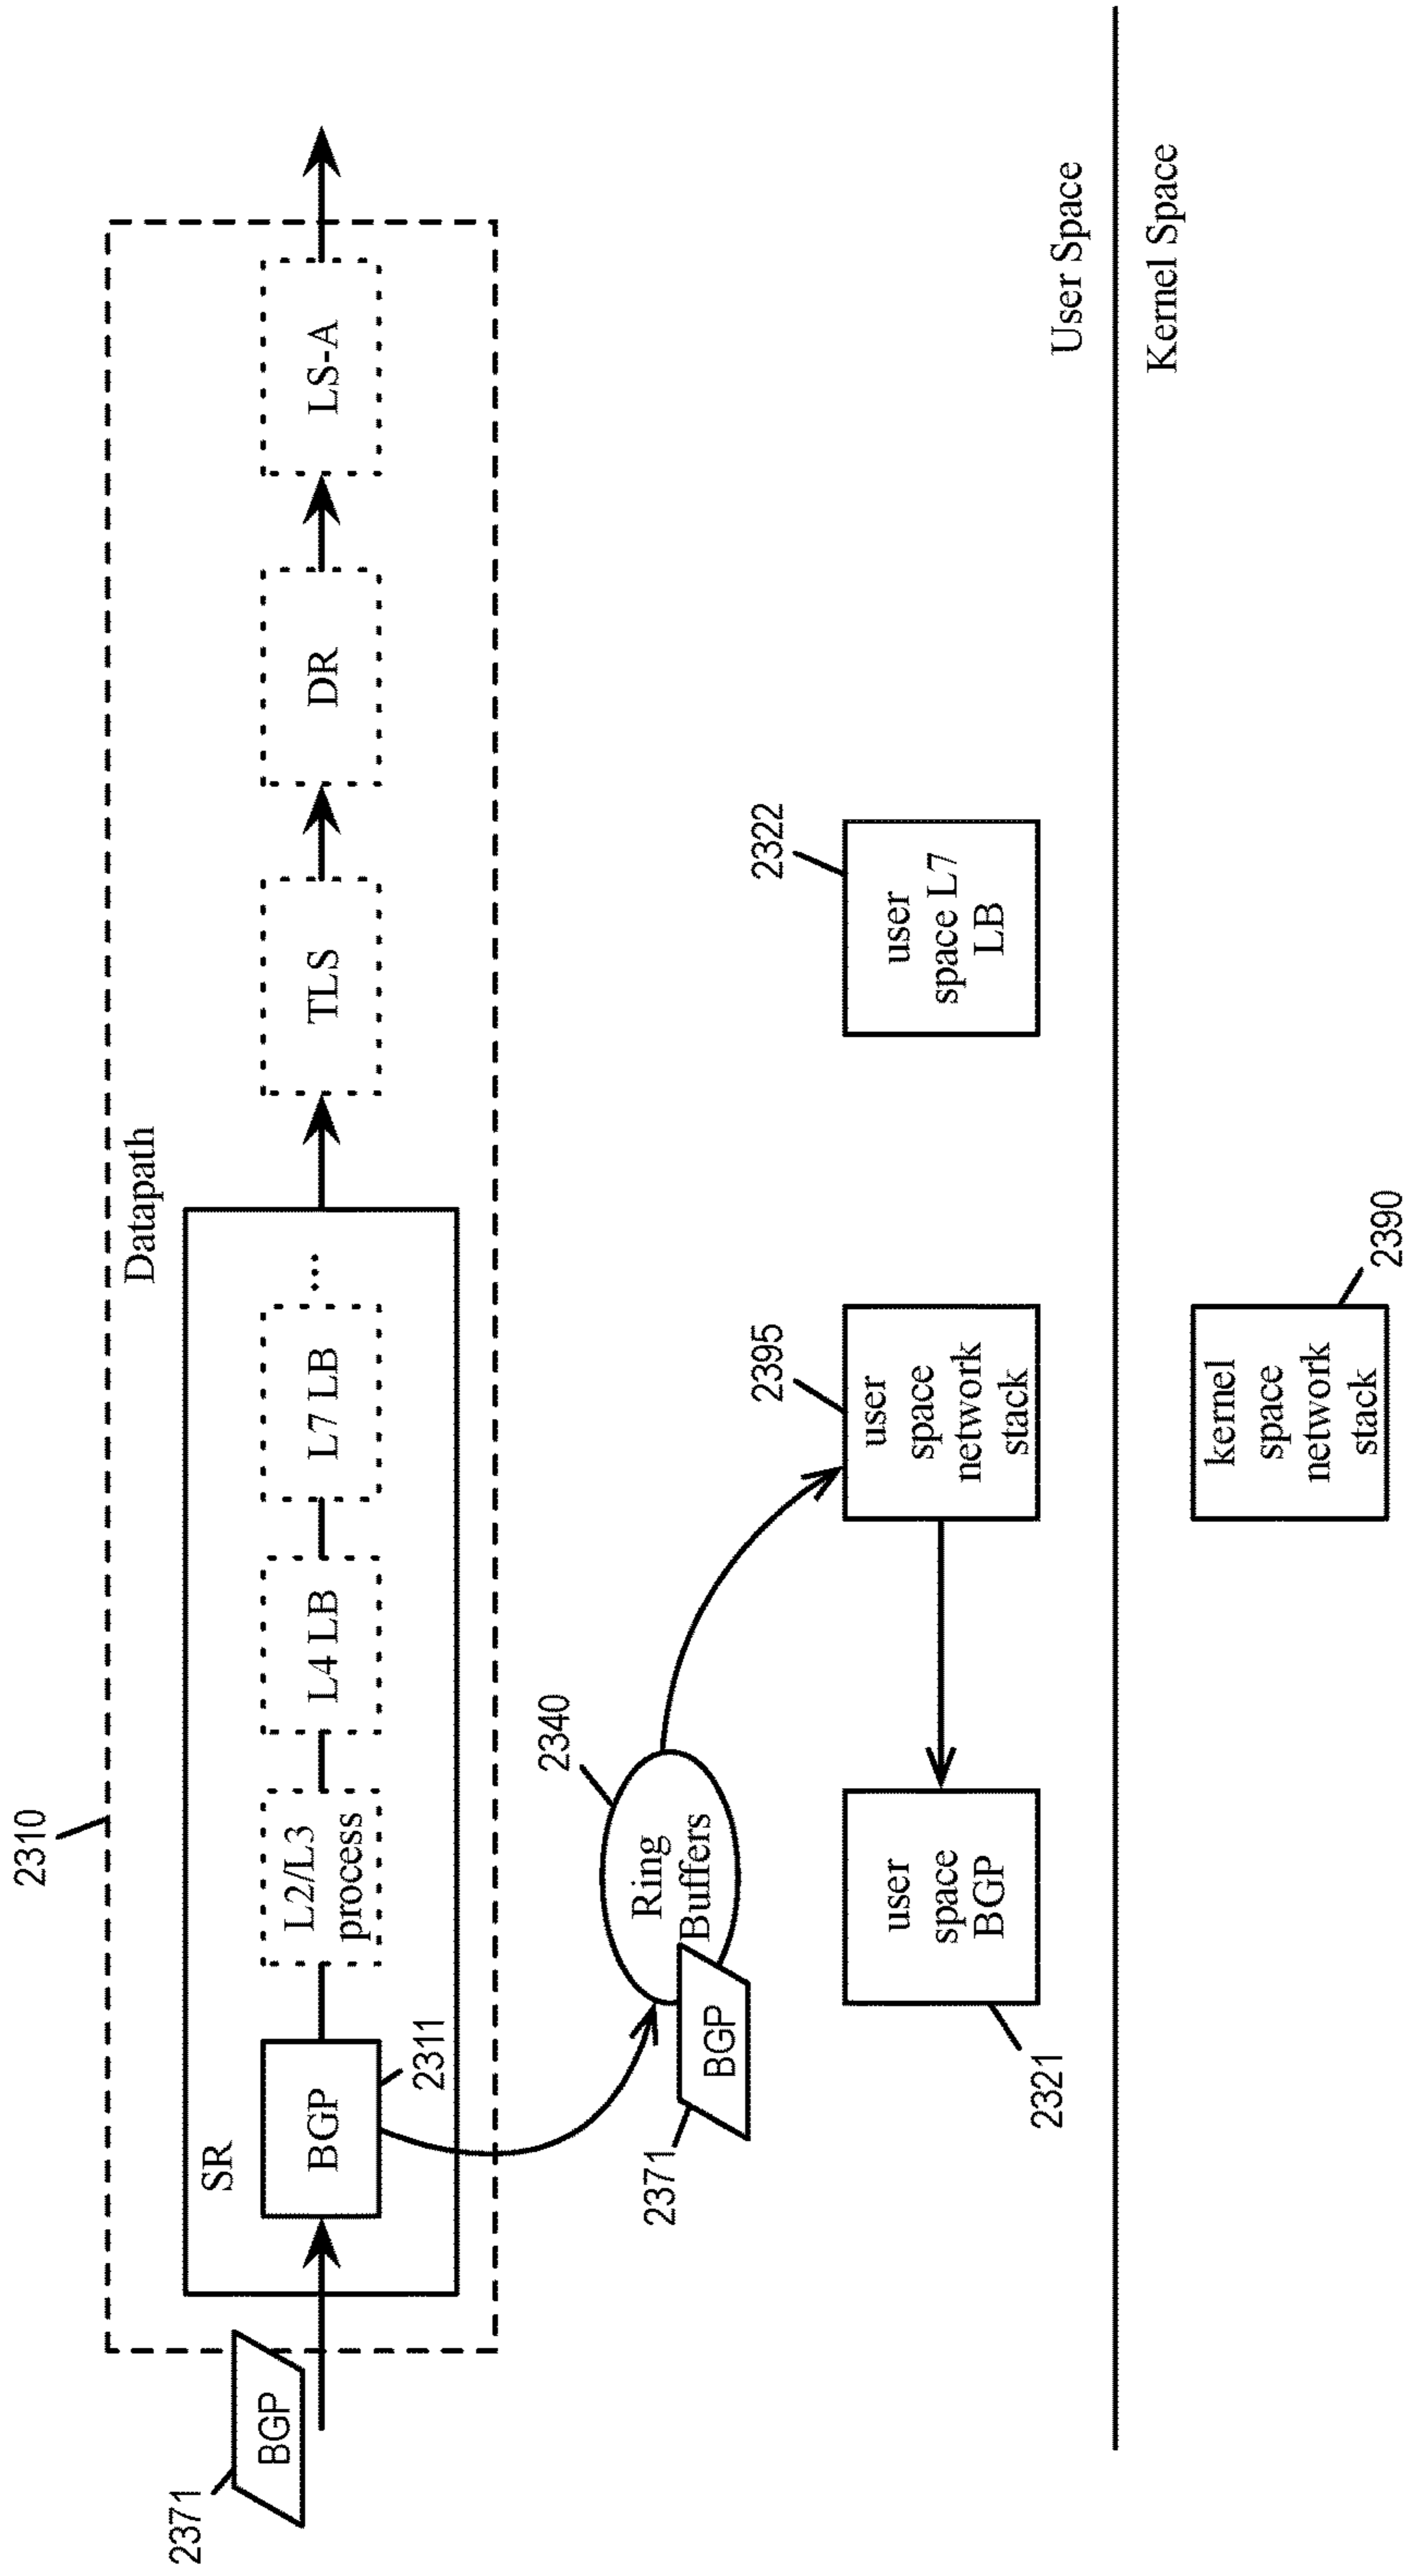 2310
Datapath
SR
2371
BGP
BGP
2311
L2/L3
process
L4 LB
L7 LB
...
TLS
DR
LS-A
2340
Ring
Buffers
2371
BGP
2321
user
space
BGP
2395
user
space
network
stack
2322
user
space L7
LB
User Space
Kernel Space
kernel
space
network
stack
2390